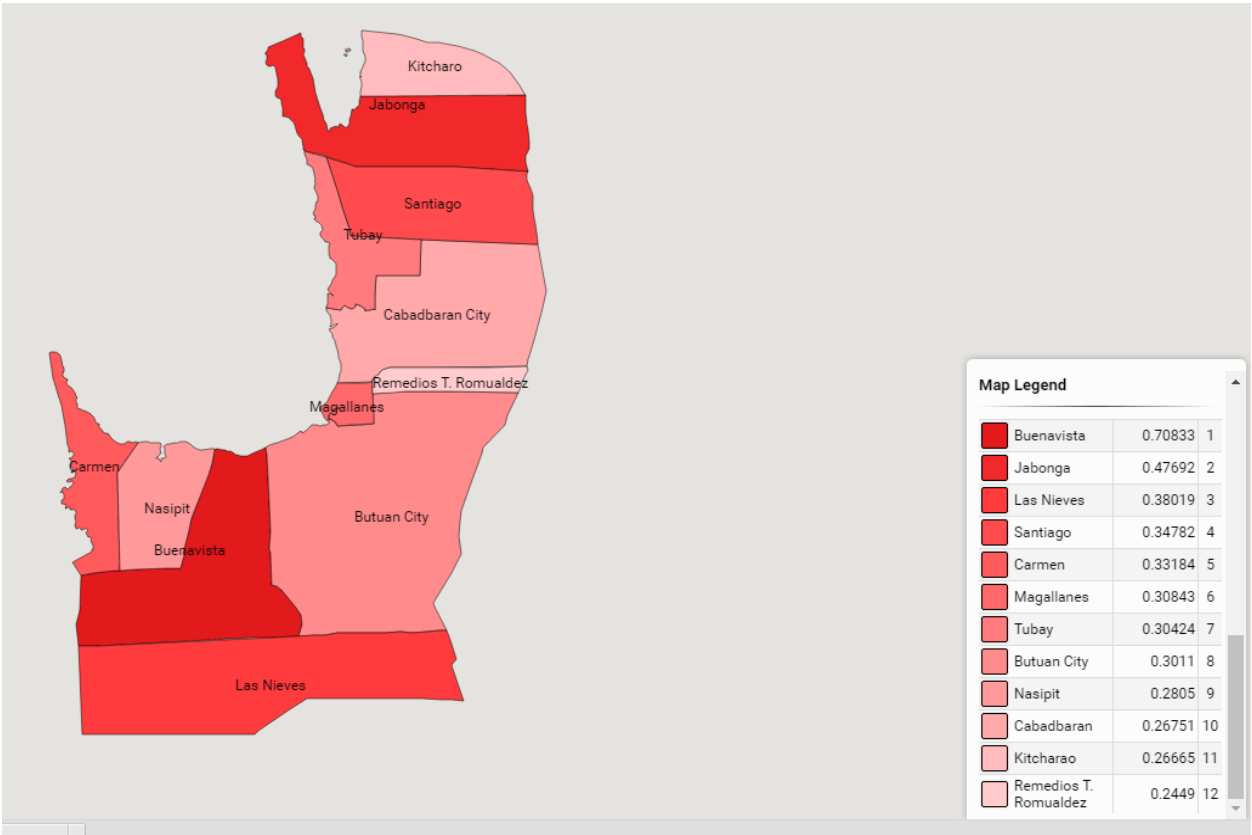 Kitcharo
Jabonga
Santiago
Tubay
Cabadbaran City
Remedios T. Romualdez
Magallanes
Carmen
Nasipit
Butuan City
Buenavista
Las Nieves
Map Legend
Buenavista 0.70833 1
Jabonga 0.47692 2
Las Nieves 0.38019 3
Santiago 0.34782 4
Carmen 0.33184 5
Magallanes 0.30843 6
Tubay 0.30424 7
Butuan City 0.3011 8
Nasipit 0.2805 9
Cabadbaran 0.26751 10
Kitcharao 0.26665 11
Remedios T.
Romualdez 0.2449 12